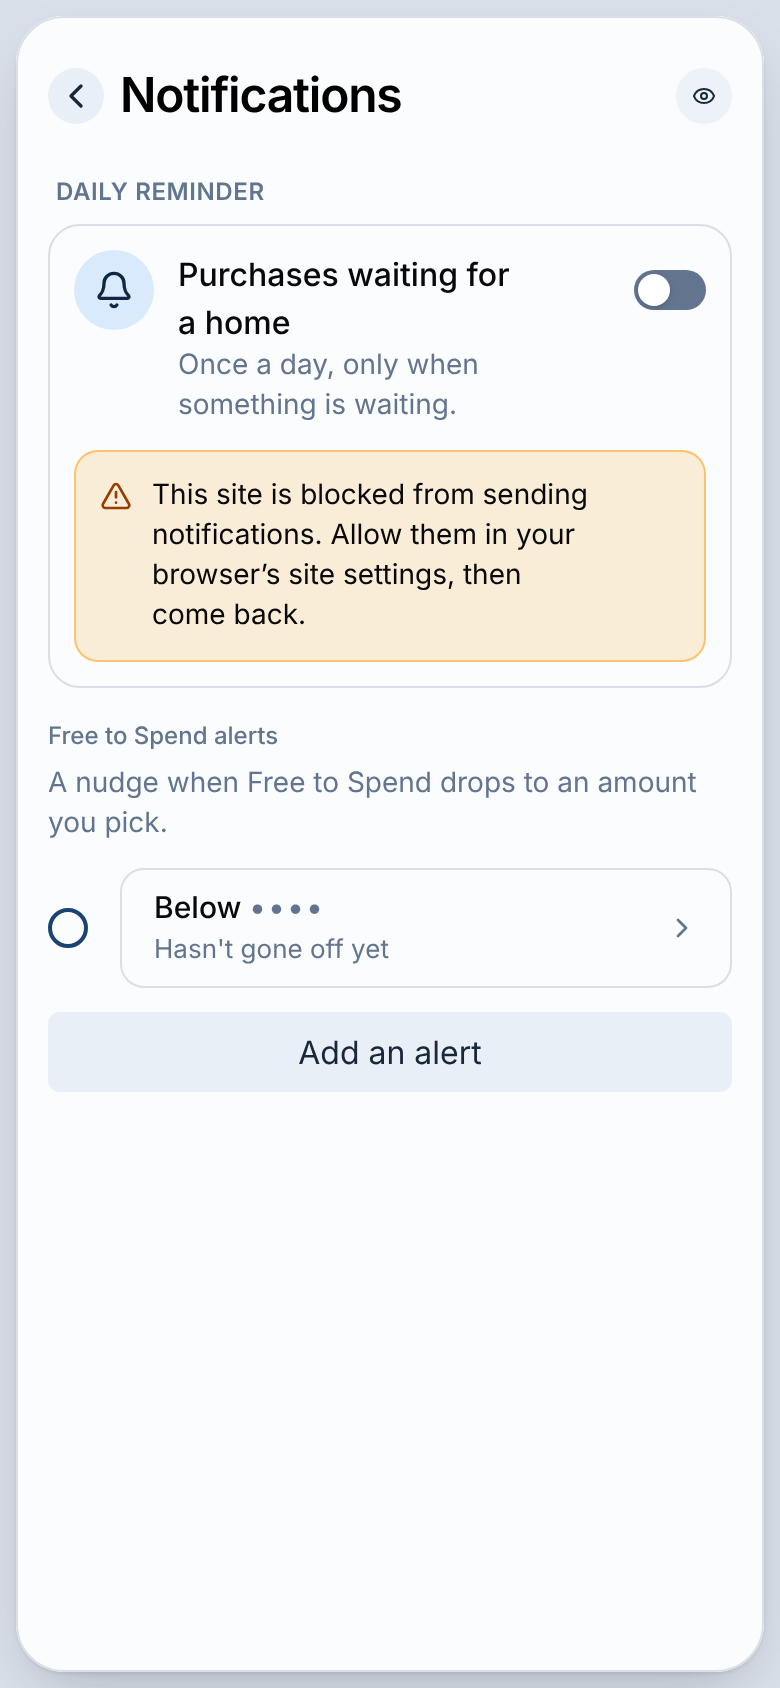 Notifications
DAILY REMINDER
Purchases waiting for
a home
Once a day, only when
something is waiting.
This site is blocked from sending
notifications. Allow them in your
browser’s site settings, then
come back.
Free to Spend alerts
A nudge when Free to Spend drops to an amount
you pick.
Below ••••
Hasn't gone off yet
Add an alert